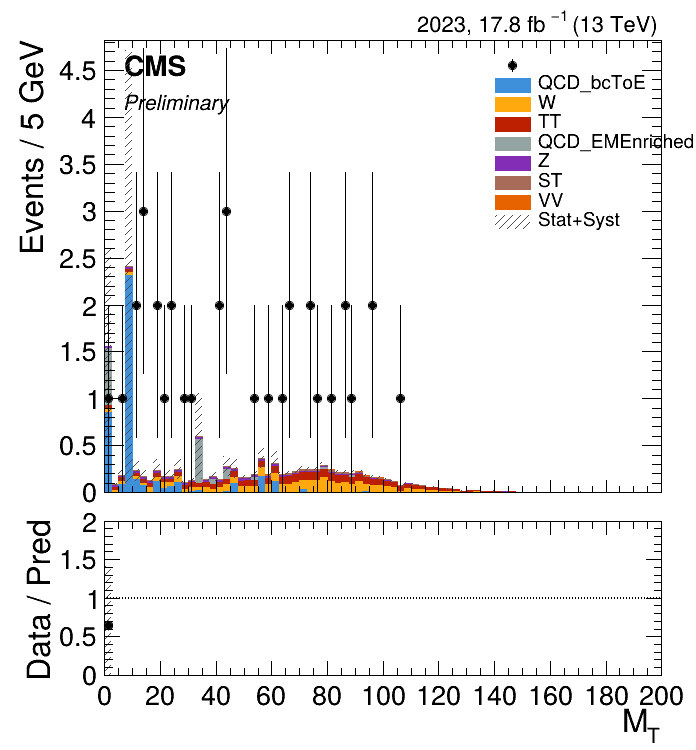 2023, 17.8 fb⁻¹ (13 TeV)
CMS
Preliminary
Events / 5 GeV
4.5
4
3.5
3
2.5
2
1.5
1
0.5
0
QCD_bcToE
W
TT
QCD_EMEnriched
Z
ST
VV
Stat+Syst
Data / Pred
2
1.5
1
0.5
0
0 20 40 60 80 100 120 140 160 180 200
M_T